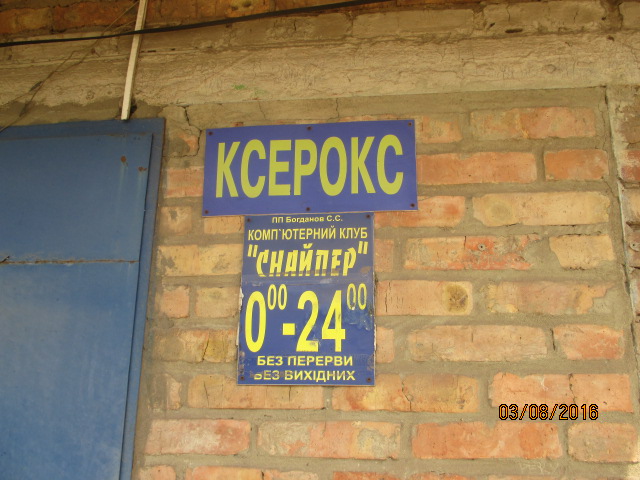 КСЕРОКС
ПП Богданов С.С.
КОМП`ЮТЕРНИЙ КЛУБ
"СНАЙПЕР"
0⁰⁰-24⁰⁰
БЕЗ ПЕРЕРВИ
БЕЗ ВИХІДНИХ
03/08/2016